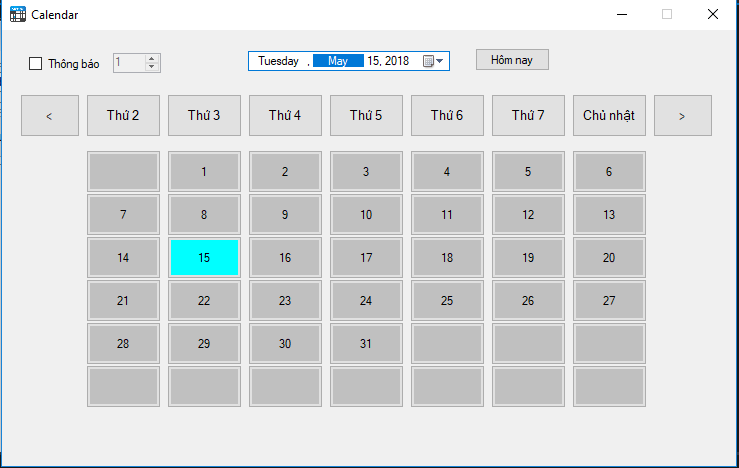 Calendar
Thông báo 1 Tuesday , May 15, 2018 Hôm nay
< Thứ 2 Thứ 3 Thứ 4 Thứ 5 Thứ 6 Thứ 7 Chủ nhật >
1 2 3 4 5 6
7 8 9 10 11 12 13
14 15 16 17 18 19 20
21 22 23 24 25 26 27
28 29 30 31